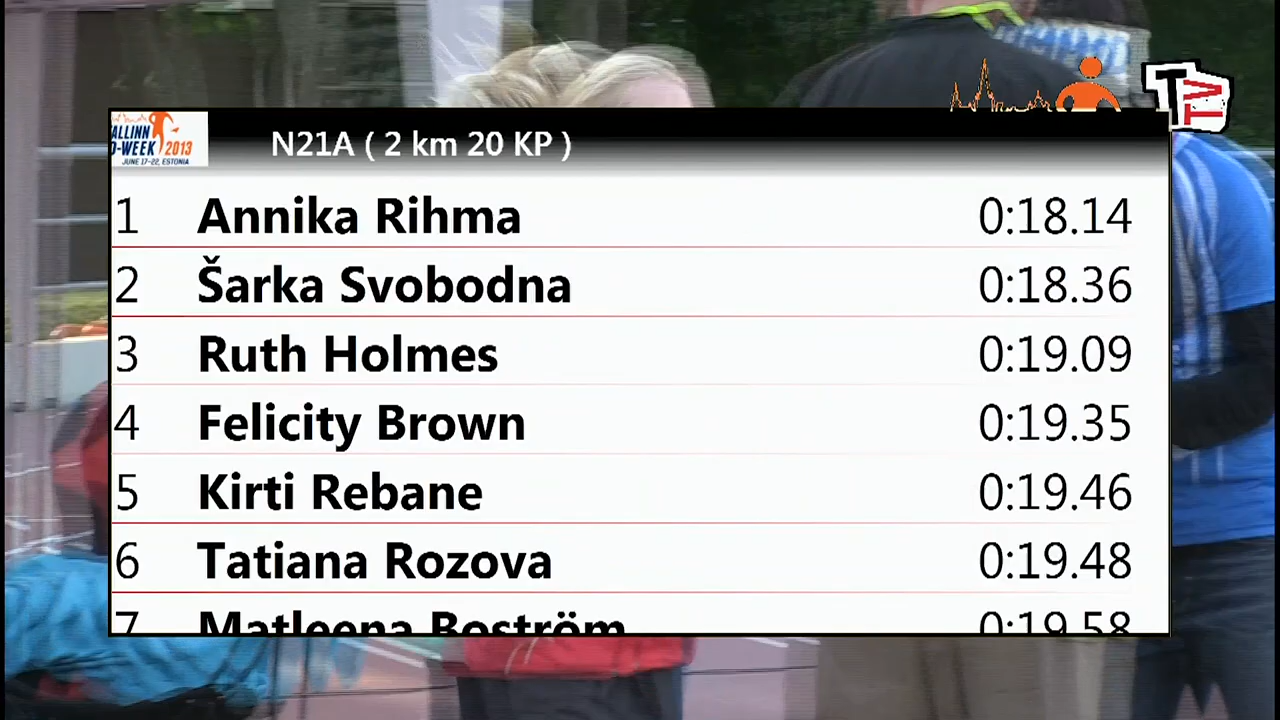 ALLINN
O-WEEK 2013
JUNE 17-22, ESTONIA
N21A ( 2 km 20 KP )
1 Annika Rihma 0:18.14
2 Šarka Svobodna 0:18.36
3 Ruth Holmes 0:19.09
4 Felicity Brown 0:19.35
5 Kirti Rebane 0:19.46
6 Tatiana Rozova 0:19.48
7 Matleena Boström 0:19.58